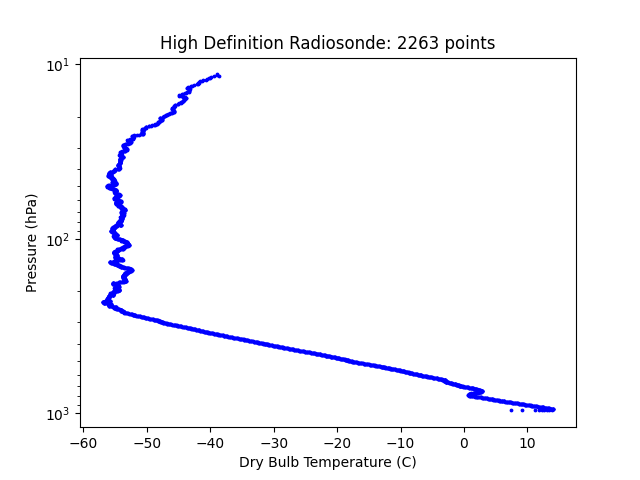 High Definition Radiosonde: 2263 points
10¹
10²
10³
Pressure (hPa)
−60 −50 −40 −30 −20 −10 0 10
Dry Bulb Temperature (C)